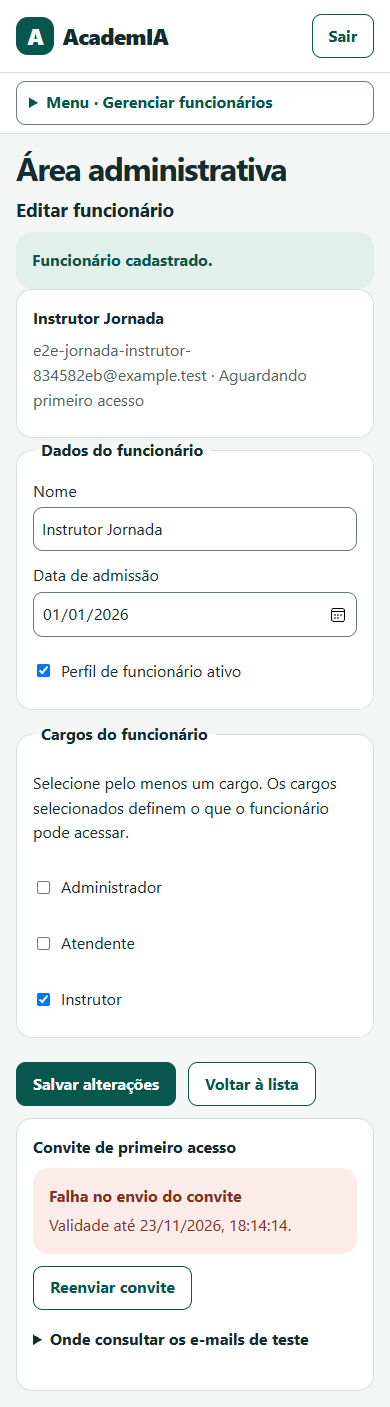 A AcademIA
Sair
Menu · Gerenciar funcionários
Área administrativa
Editar funcionário
Funcionário cadastrado.
Instrutor Jornada
e2e-jornada-instrutor-
834582eb@example.test · Aguardando
primeiro acesso
Dados do funcionário
Nome
Instrutor Jornada
Data de admissão
01/01/2026
Perfil de funcionário ativo
Cargos do funcionário
Selecione pelo menos um cargo. Os cargos
selecionados definem o que o funcionário
pode acessar.
Administrador
Atendente
Instrutor
Salvar alterações
Voltar à lista
Convite de primeiro acesso
Falha no envio do convite
Validade até 23/11/2026, 18:14:14.
Reenviar convite
Onde consultar os e-mails de teste